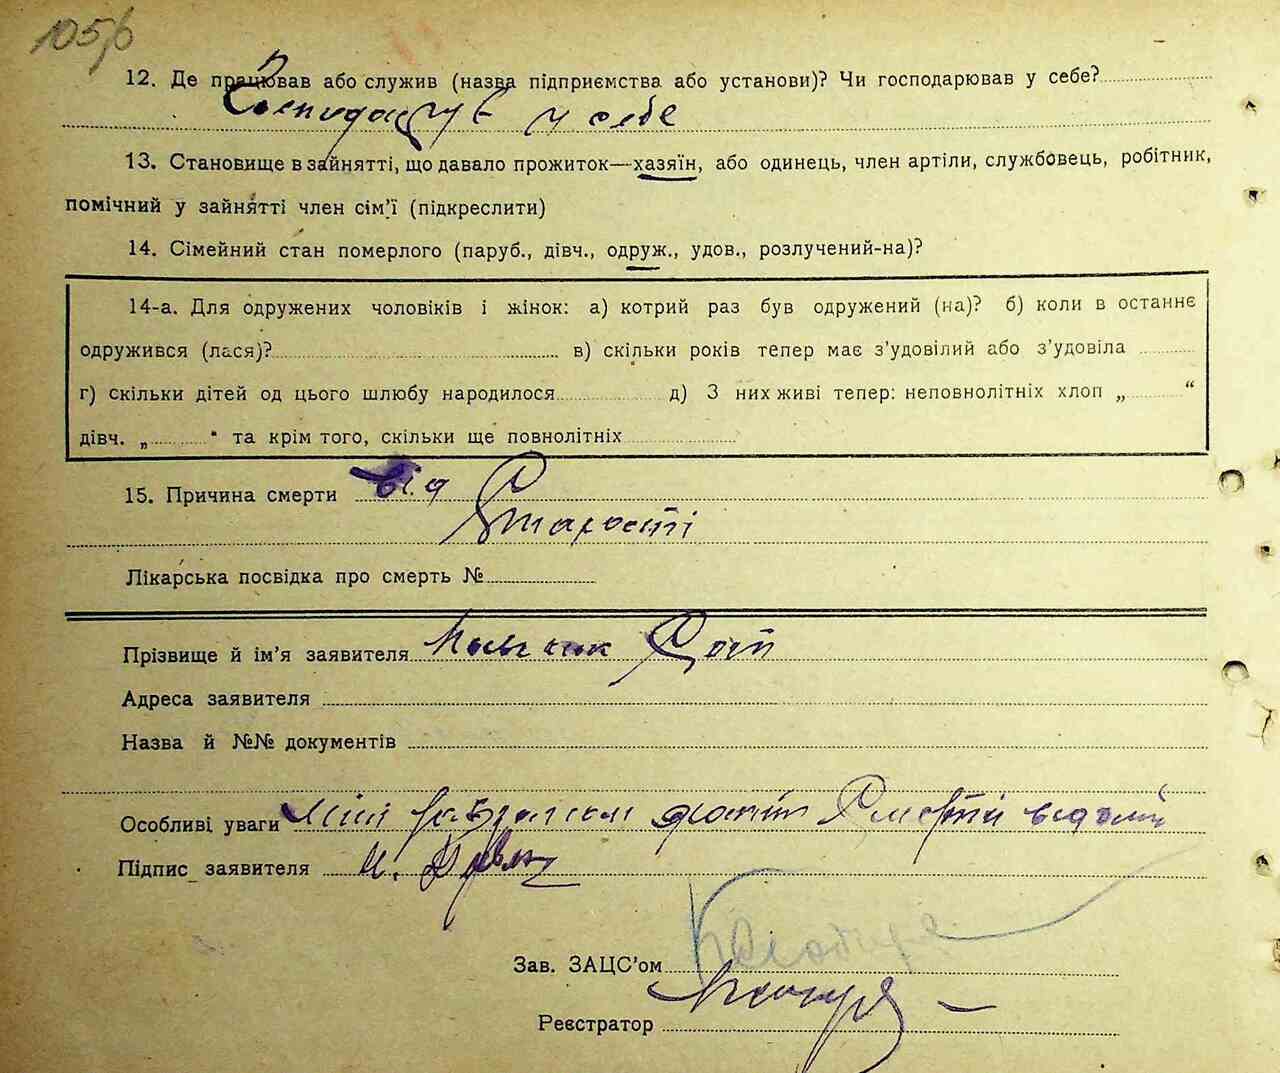 12. Де працював або служив (назва підприємства або установи)? Чи господарював у себе?
Господарував у себе
13. Становище в зайнятті, що давало прожиток—хазяїн, або одинець, член артіли, службовець, робітник,
помічний у зайнятті член сім'ї (підкреслити)
14. Сімейний стан померлого (паруб., дівч., одруж., удов., розлучений-на)?
14-а. Для одружених чоловіків і жінок: а) котрий раз був одружений (на)? б) коли в останнє
одружився (лася)? в) скільки років тепер має з'удовілий або з'удовіла
г) скільки дітей од цього шлюбу народилося д) З них живі тепер: неповнолітніх хлоп „ “
дівч. „ “ та крім того, скільки ще повнолітніх
15. Причина смерти від
Старости
Лікарська посвідка про смерть №
Прізвище й ім'я заявителя
Адреса заявителя
Назва й №№ документів
Особливі уваги Смерти
Підпис заявителя
Зав. ЗАЦС'ом
Реєстратор